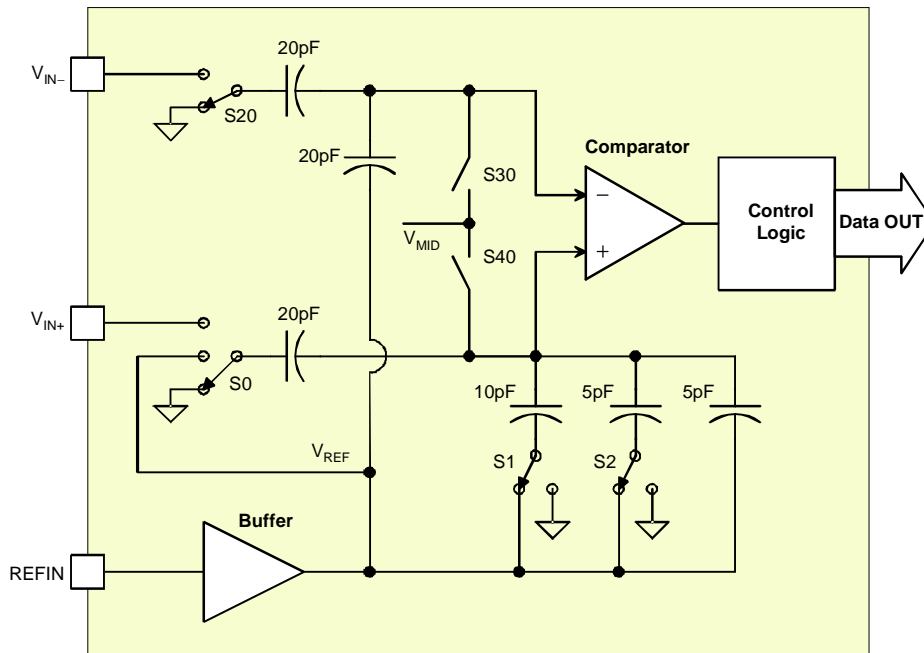 20pF
V_IN−
S20
20pF
Comparator
S30
−
Control
Logic
Data OUT
V_MID
S40
+
V_IN+
20pF
S0
10pF
5pF
5pF
V_REF
S1
S2
Buffer
REFIN